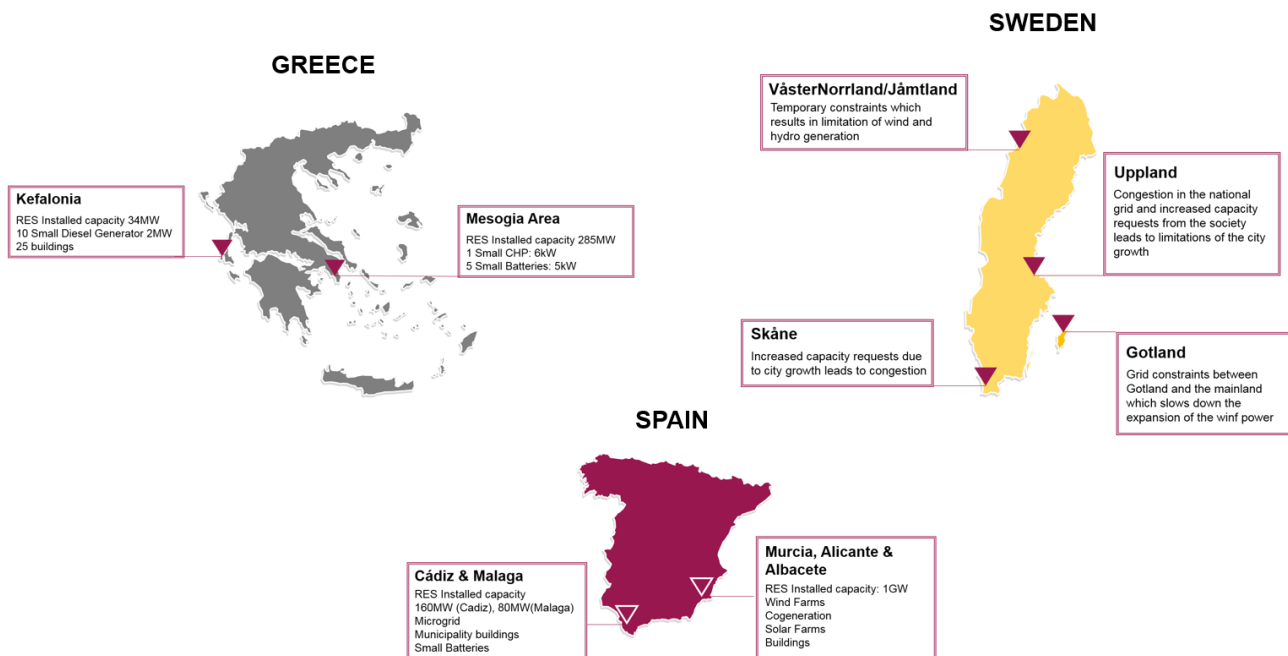 SWEDEN
GREECE
VåsterNorrland/Jåmtland
Temporary constraints which
results in limitation of wind and
hydro generation
Uppland
Congestion in the national
grid and increased capacity
requests from the society
leads to limitations of the city
growth
Kefalonia
RES Installed capacity 34MW
10 Small Diesel Generator 2MW
25 buildings
Mesogia Area
RES Installed capacity 285MW
1 Small CHP: 6kW
5 Small Batteries: 5kW
Skåne
Increased capacity requests due
to city growth leads to congestion
Gotland
Grid constraints between
Gotland and the mainland
which slows down the
expansion of the winf power
SPAIN
Cádiz & Malaga
RES Installed capacity
160MW (Cadiz), 80MW(Malaga)
Microgrid
Municipality buildings
Small Batteries
Murcia, Alicante &
Albacete
RES Installed capacity: 1GW
Wind Farms
Cogeneration
Solar Farms
Buildings